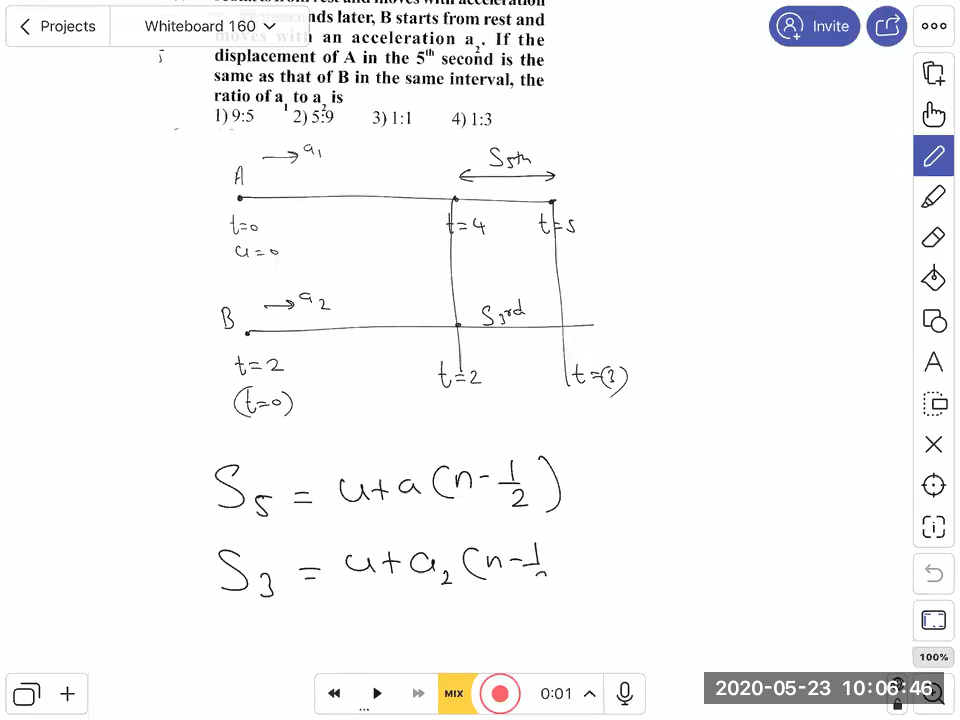 Projects Whiteboard 160 Invite
nds later, B starts from rest and
moves with an acceleration a2. If the
displacement of A in the 5th second is the
same as that of B in the same interval, the
ratio of a1 to a2 is
1) 9:5 2) 5:9 3) 1:1 4) 1:3
→ a1 S5th
A
t=0 t=4 t=5
u=0
→ a2
B S3rd
t=2 t=2 t=(3)
(t=0)
S5 = u+a(n-1/2)
S3 = u+a2(n-1
100%
MIX 0:01
2020-05-23 10:06:46